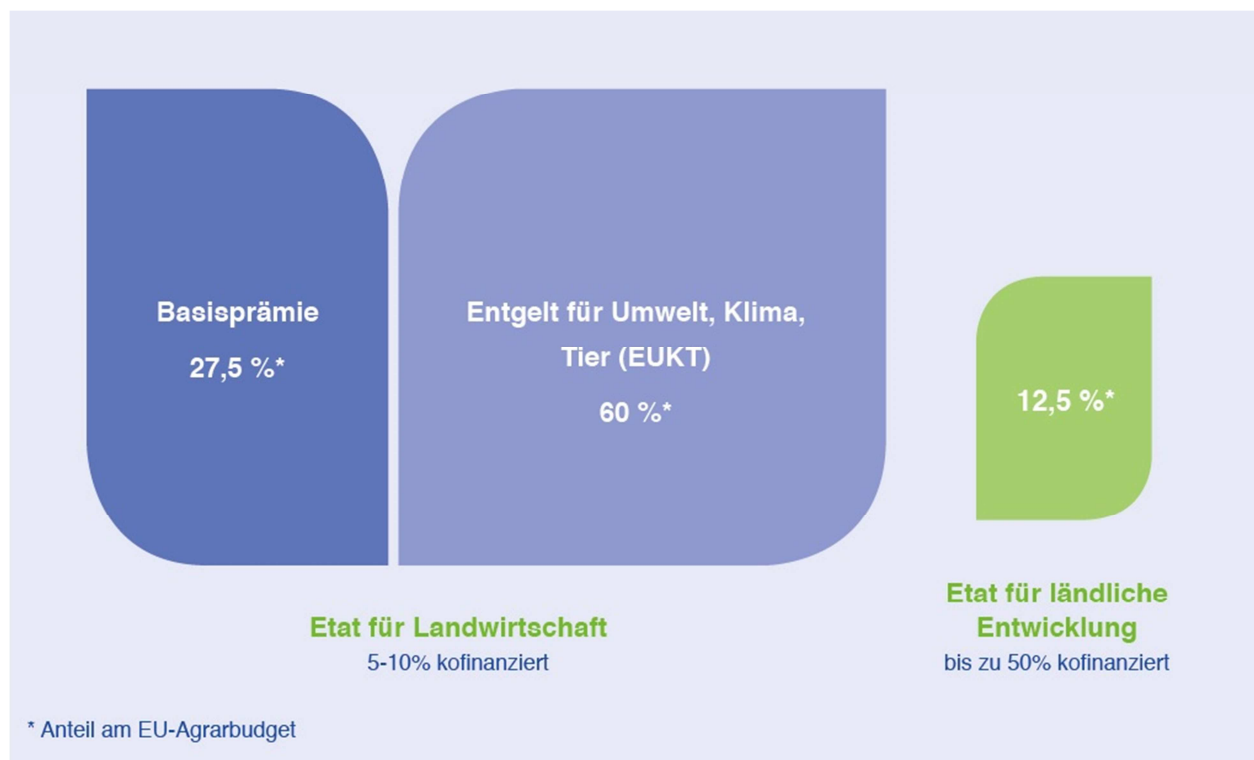 Basisprämie
27,5 %*
Entgelt für Umwelt, Klima,
Tier (EUKT)
60 %*
12,5 %*
Etat für Landwirtschaft
5-10% kofinanziert
Etat für ländliche
Entwicklung
bis zu 50% kofinanziert
* Anteil am EU-Agrarbudget